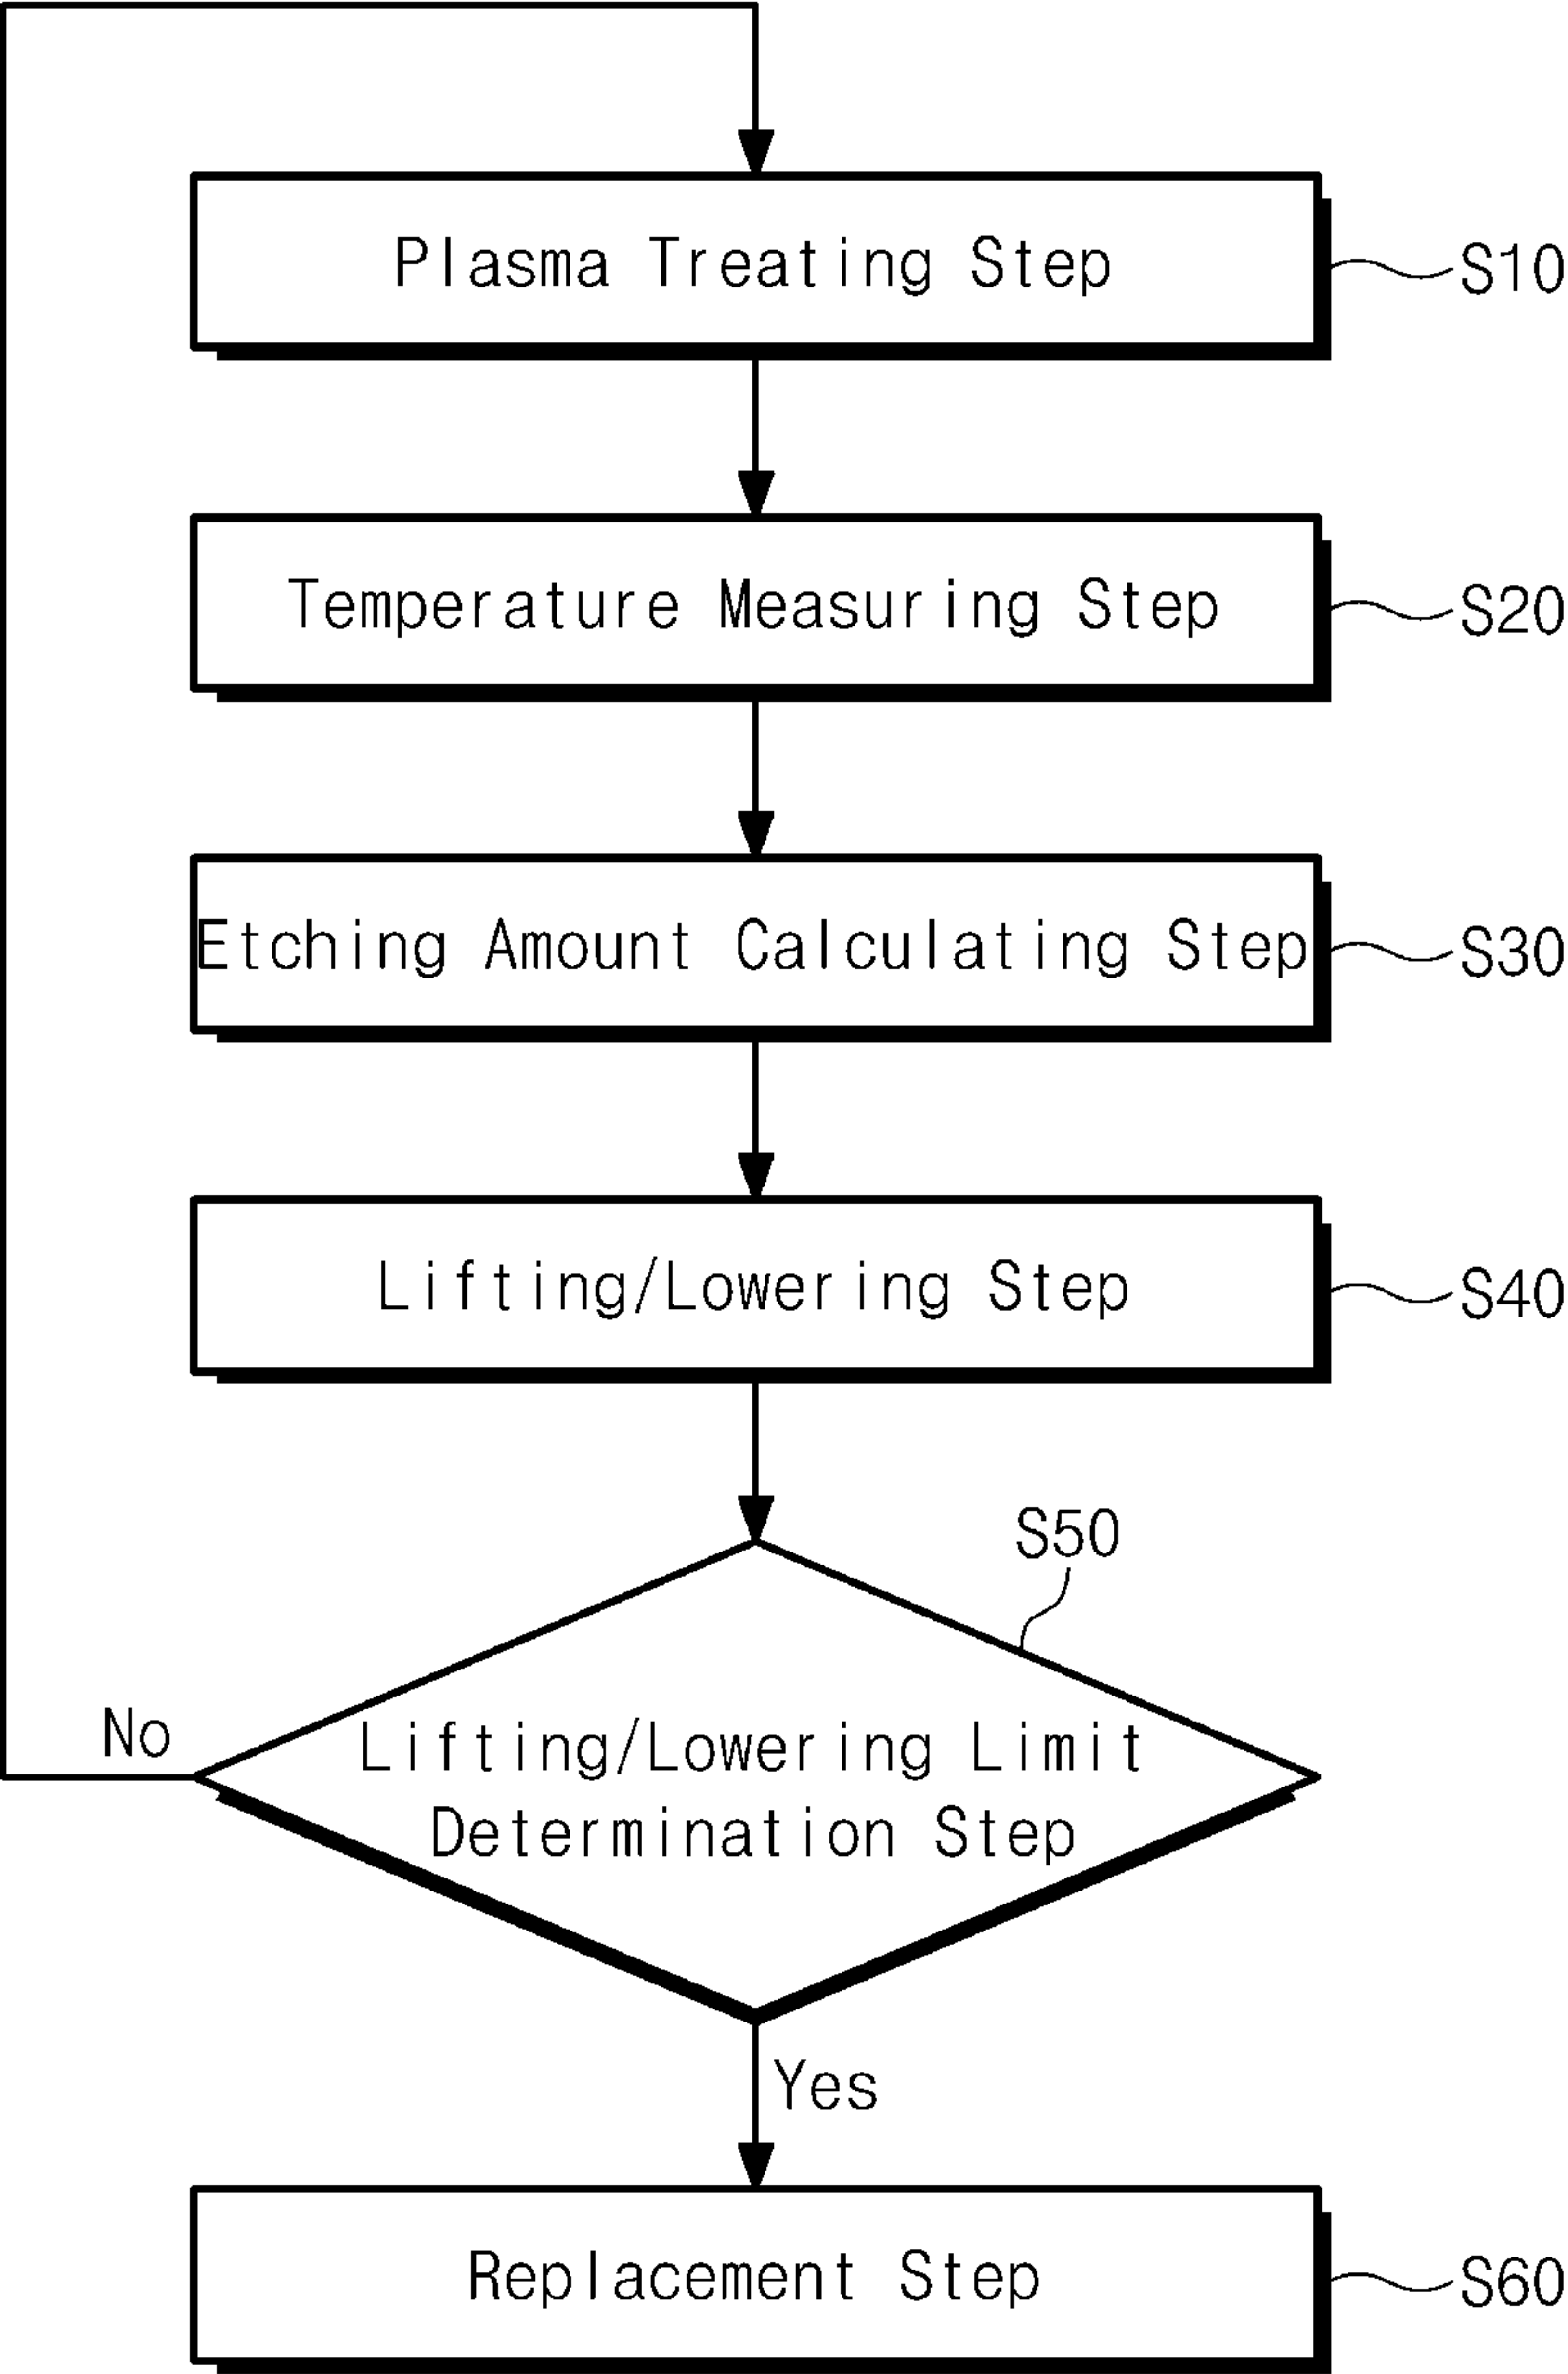 Plasma Treating Step
S10
Temperature Measuring Step
S20
Etching Amount Calculating Step
S30
Lifting/Lowering Step
S40
S50
No
Lifting/Lowering Limit
Determination Step
Yes
Replacement Step
S60